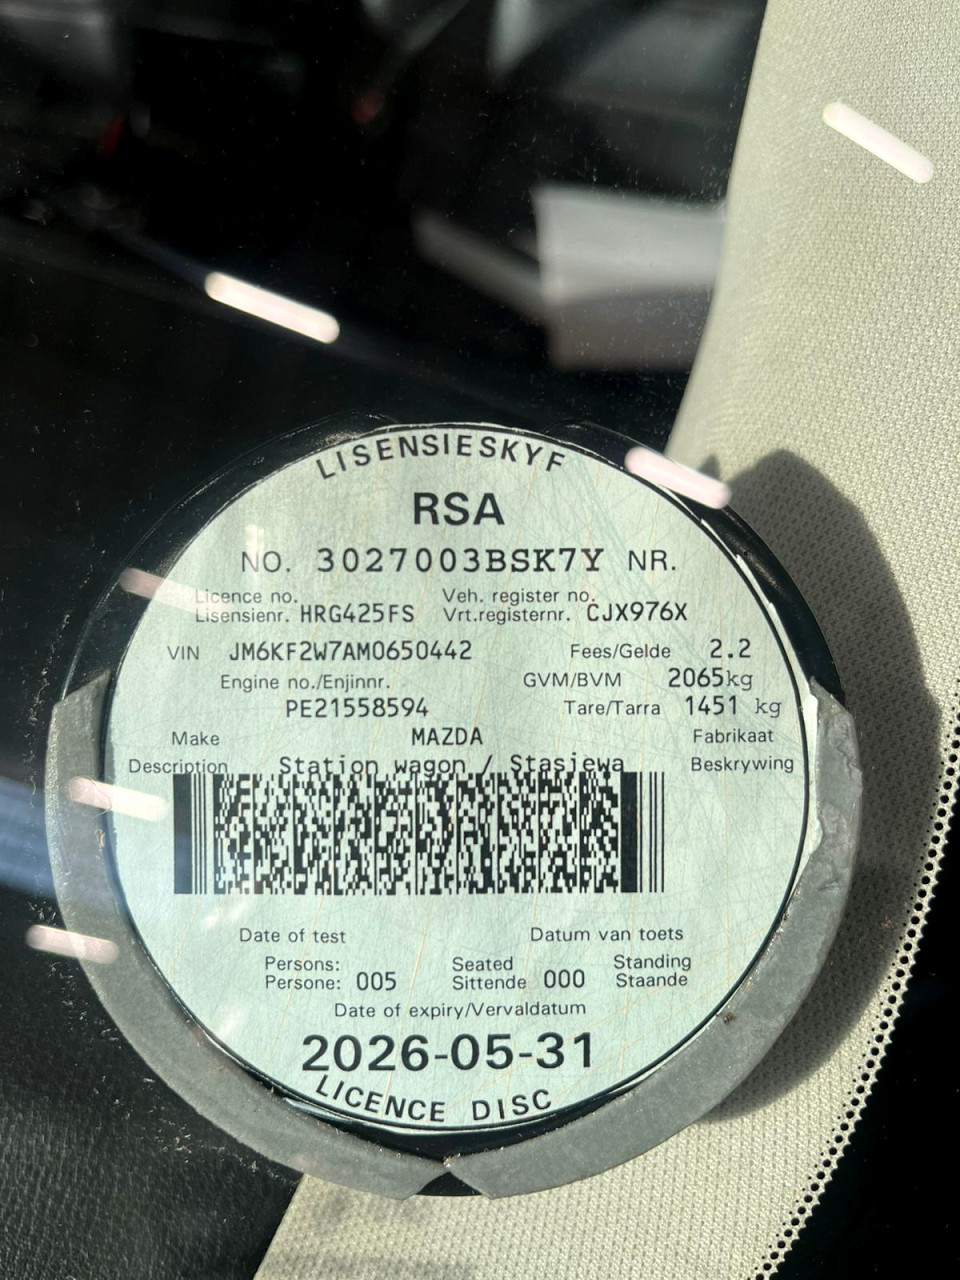 LISENSIESKYF
RSA
NO. 3027003BSK7Y NR.
Licence no. Veh. register no.
Lisensienr. HRG425FS Vrt.registernr. CJX976X
VIN JM6KF2W7AM0650442 Fees/Gelde 2.2
Engine no./Enjinnr. GVM/BVM 2065kg
PE21558594 Tare/Tarra 1451 kg
Make MAZDA Fabrikaat
Description Station wagon / Stasiewa Beskrywing
Date of test Datum van toets
Persons: Seated Standing
Persone: 005 Sittende 000 Staande
Date of expiry/Vervaldatum
2026-05-31
LICENCE DISC